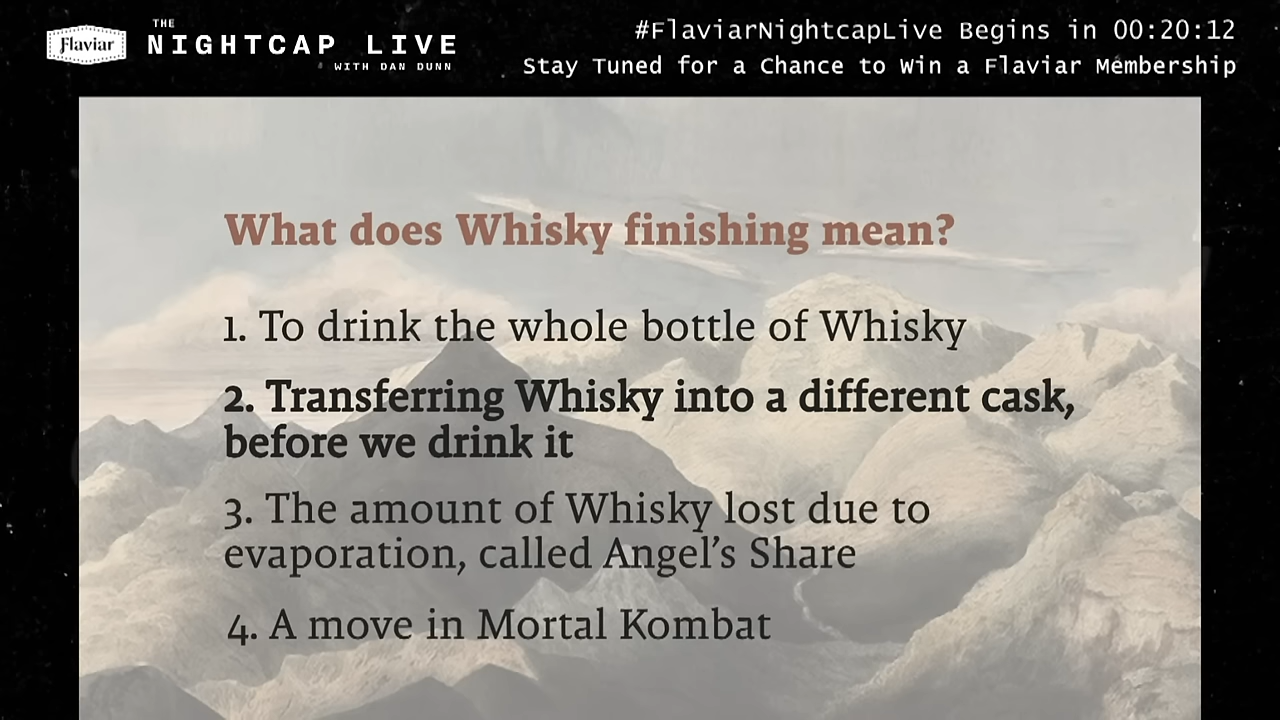 Flaviar
THE
NIGHTCAP LIVE
WITH DAN DUNN
#FlaviarNightcapLive Begins in 00:20:12
Stay Tuned for a Chance to Win a Flaviar Membership
What does Whisky finishing mean?
1. To drink the whole bottle of Whisky
2. Transferring Whisky into a different cask,
before we drink it
3. The amount of Whisky lost due to
evaporation, called Angel’s Share
4. A move in Mortal Kombat